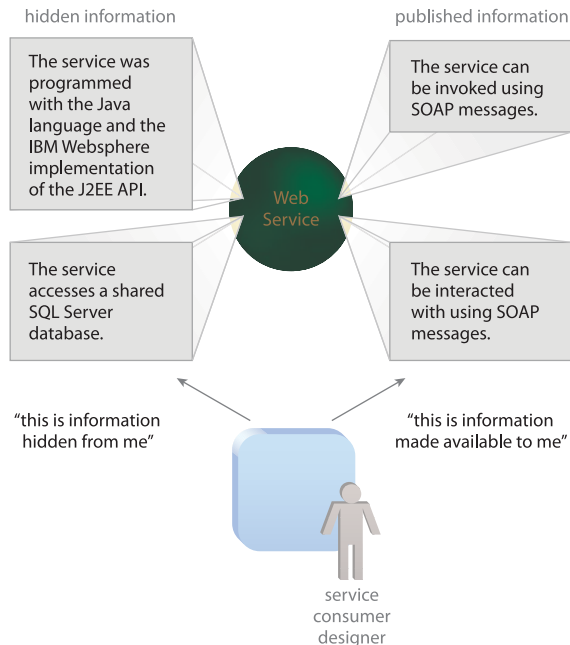 hidden information
published information
The service was
programmed
with the Java
language and the
IBM Websphere
implementation
of the J2EE API.
The service can
be invoked using
SOAP messages.
Web
Service
The service
accesses a shared
SQL Server
database.
The service can
be interacted
with using SOAP
messages.
“this is information
hidden from me”
“this is information
made available to me”
service
consumer
designer